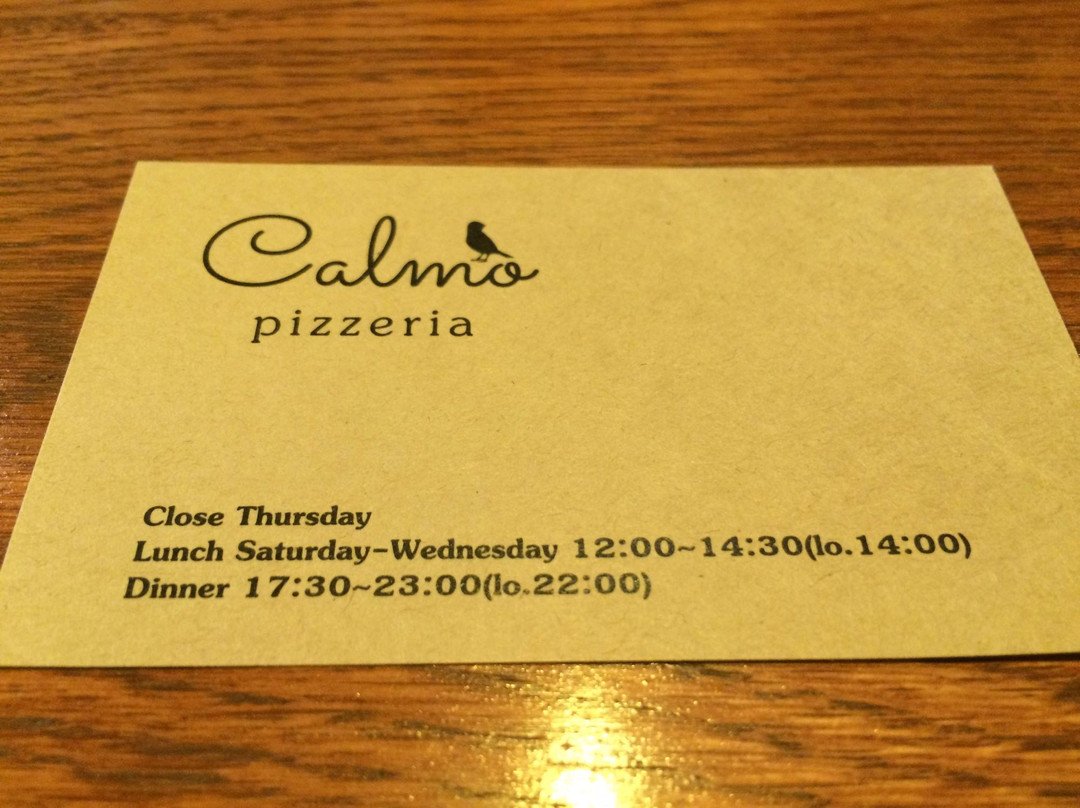 Calmo
pizzeria
Close Thursday
Lunch Saturday-Wednesday 12:00~14:30(lo.14:00)
Dinner 17:30~23:00(lo.22:00)